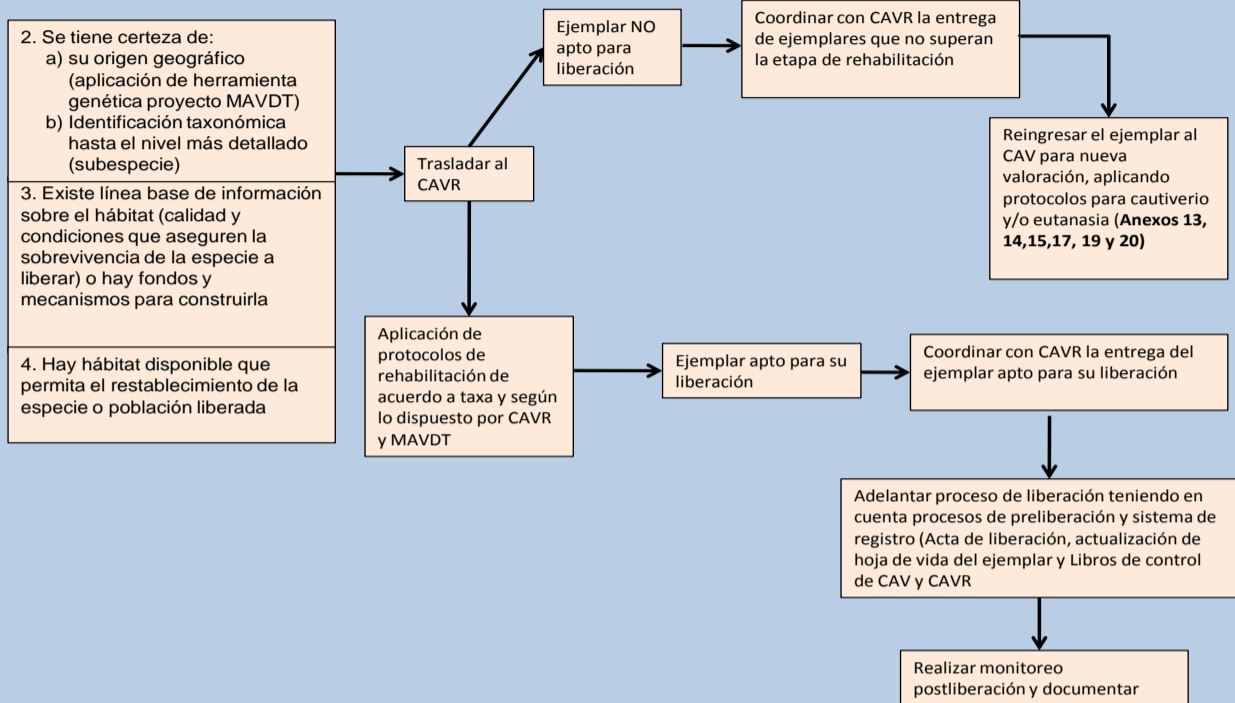 2. Se tiene certeza de:
a) su origen geográfico
(aplicación de herramienta
genética proyecto MAVDT)
b) Identificación taxonómica
hasta el nivel más detallado
(subespecie)
3. Existe línea base de información
sobre el hábitat (calidad y
condiciones que aseguren la
sobrevivencia de la especie a
liberar) o hay fondos y
mecanismos para construirla
4. Hay hábitat disponible que
permita el restablecimiento de la
especie o población liberada
Trasladar al
CAVR
Ejemplar NO
apto para
liberación
Coordinar con CAVR la entrega
de ejemplares que no superan
la etapa de rehabilitación
Reingresar el ejemplar al
CAV para nueva
valoración, aplicando
protocolos para cautiverio
y/o eutanasia (Anexos 13,
14,15,17, 19 y 20)
Aplicación de
protocolos de
rehabilitación de
acuerdo a taxa y según
lo dispuesto por CAVR
y MAVDT
Ejemplar apto para su
liberación
Coordinar con CAVR la entrega del
ejemplar apto para su liberación
Adelantar proceso de liberación teniendo en
cuenta procesos de preliberación y sistema de
registro (Acta de liberación, actualización de
hoja de vida del ejemplar y Libros de control
de CAV y CAVR
Realizar monitoreo
postliberación y documentar